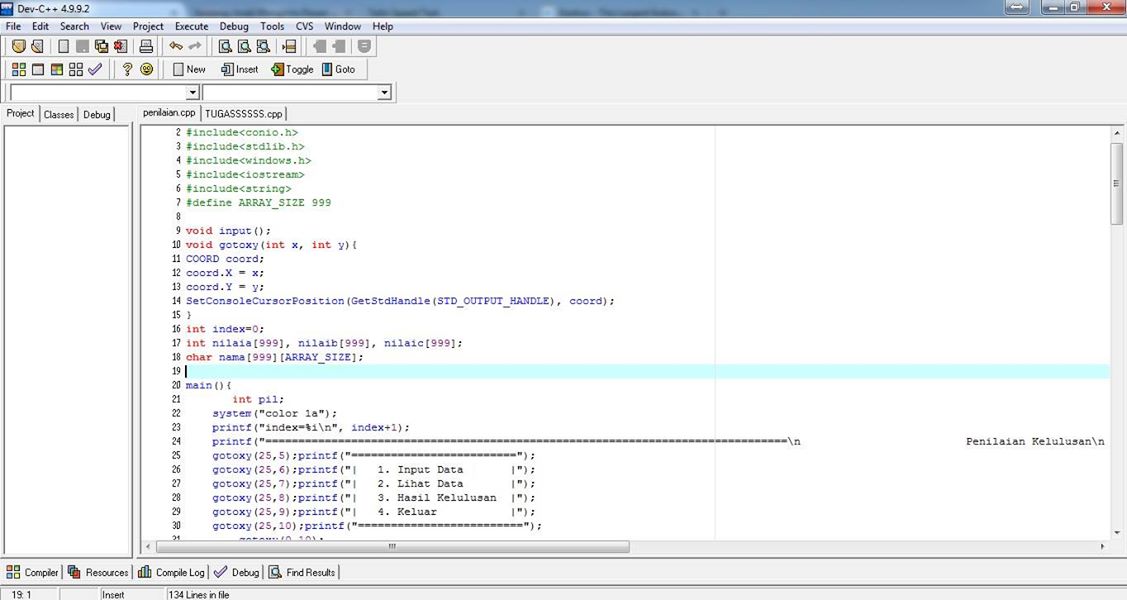 Dev-C++ 4.9.9.2
File Edit Search View Project Execute Debug Tools CVS Window Help
New Insert Toggle Goto
Project Classes Debug penilaian.cpp TUGASSSSSS.cpp
2 #include<conio.h>
3 #include<stdlib.h>
4 #include<windows.h>
5 #include<iostream>
6 #include<string>
7 #define ARRAY_SIZE 999
8
9 void input();
10 void gotoxy(int x, int y){
11 COORD coord;
12 coord.X = x;
13 coord.Y = y;
14 SetConsoleCursorPosition(GetStdHandle(STD_OUTPUT_HANDLE), coord);
15 }
16 int index=0;
17 int nilaia[999], nilaib[999], nilaic[999];
18 char nama[999][ARRAY_SIZE];
19
20 main(){
21 int pil;
22 system("color 1a");
23 printf("index=%i\n", index+1);
24 printf("===============================================================================\n Penilaian Kelulusan\n
25 gotoxy(25,5);printf("=========================");
26 gotoxy(25,6);printf("| 1. Input Data |");
27 gotoxy(25,7);printf("| 2. Lihat Data |");
28 gotoxy(25,8);printf("| 3. Hasil Kelulusan |");
29 gotoxy(25,9);printf("| 4. Keluar |");
30 gotoxy(25,10);printf("=========================");
31 gotoxy(0,10);
Compiler Resources Compile Log Debug Find Results
19: 1 Insert 134 Lines in file